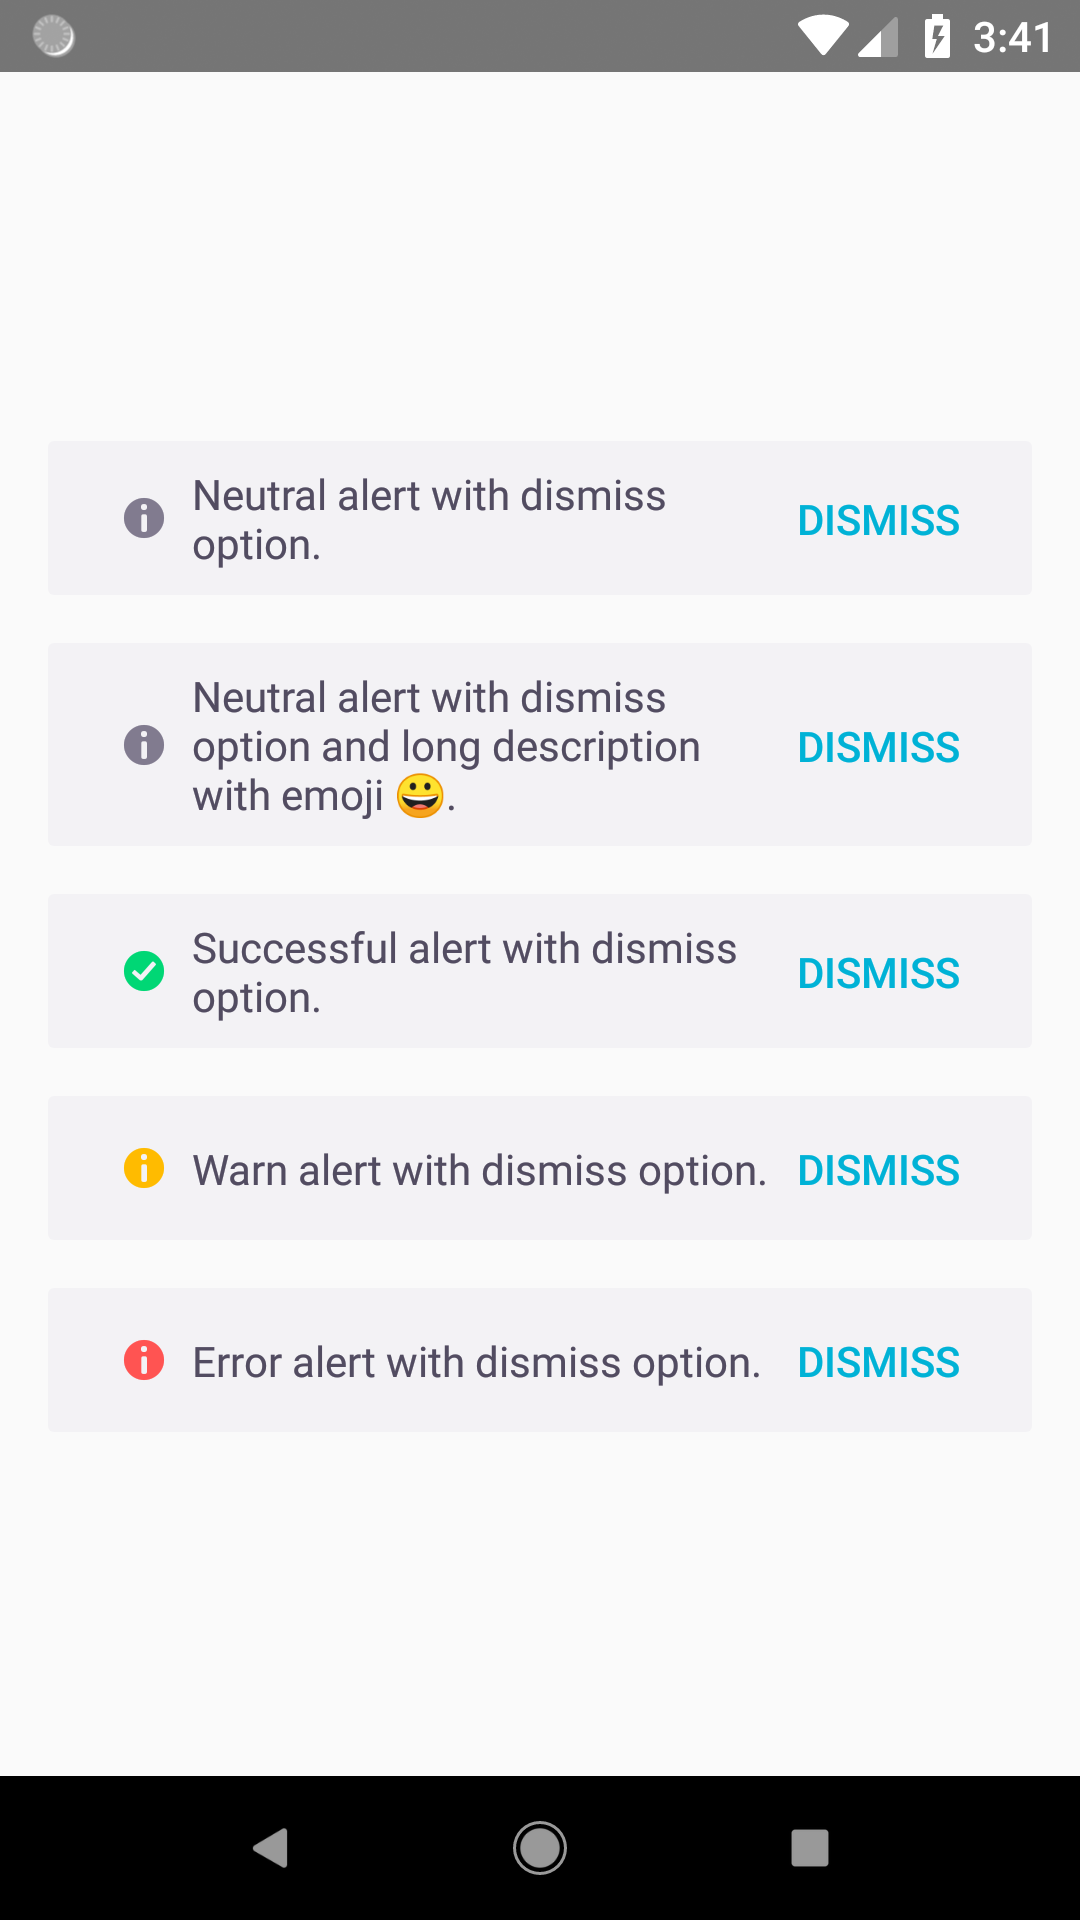 3:41
Neutral alert with dismiss
option.
DISMISS
Neutral alert with dismiss
option and long description
with emoji 😀.
DISMISS
Successful alert with dismiss
option.
DISMISS
Warn alert with dismiss option.
DISMISS
Error alert with dismiss option.
DISMISS